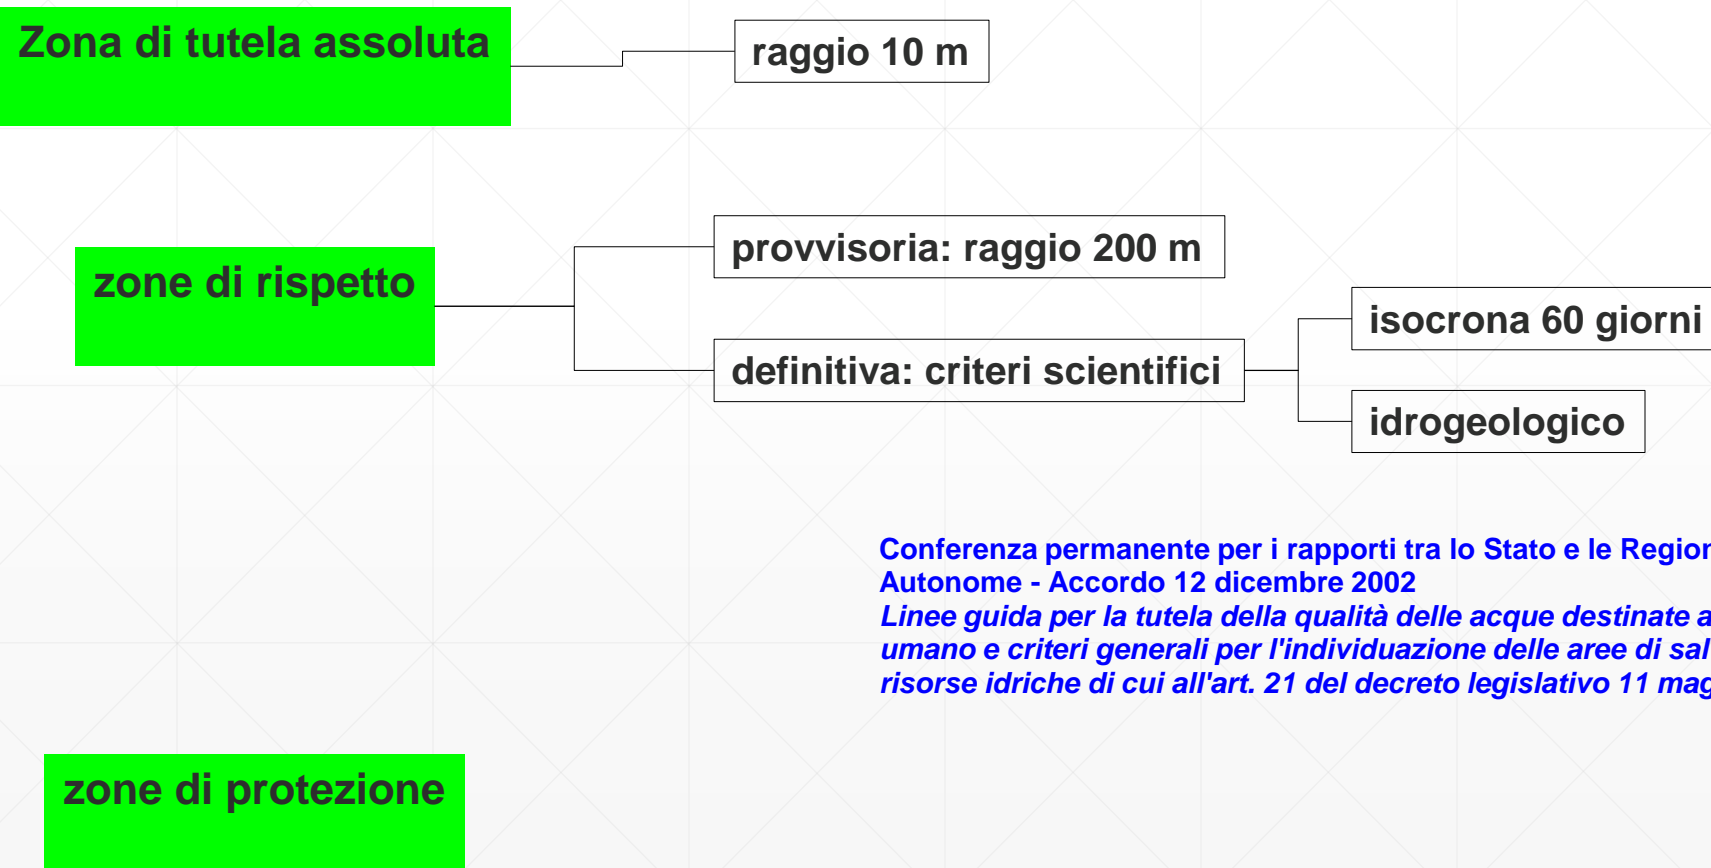 Zona di tutela assoluta
raggio 10 m
zone di rispetto
provvisoria: raggio 200 m
definitiva: criteri scientifici
isocrona 60 giorni
idrogeologico
Conferenza permanente per i rapporti tra lo Stato e le Region
Autonome - Accordo 12 dicembre 2002
Linee guida per la tutela della qualità delle acque destinate a
umano e criteri generali per l'individuazione delle aree di sal
risorse idriche di cui all'art. 21 del decreto legislativo 11 mag
zone di protezione